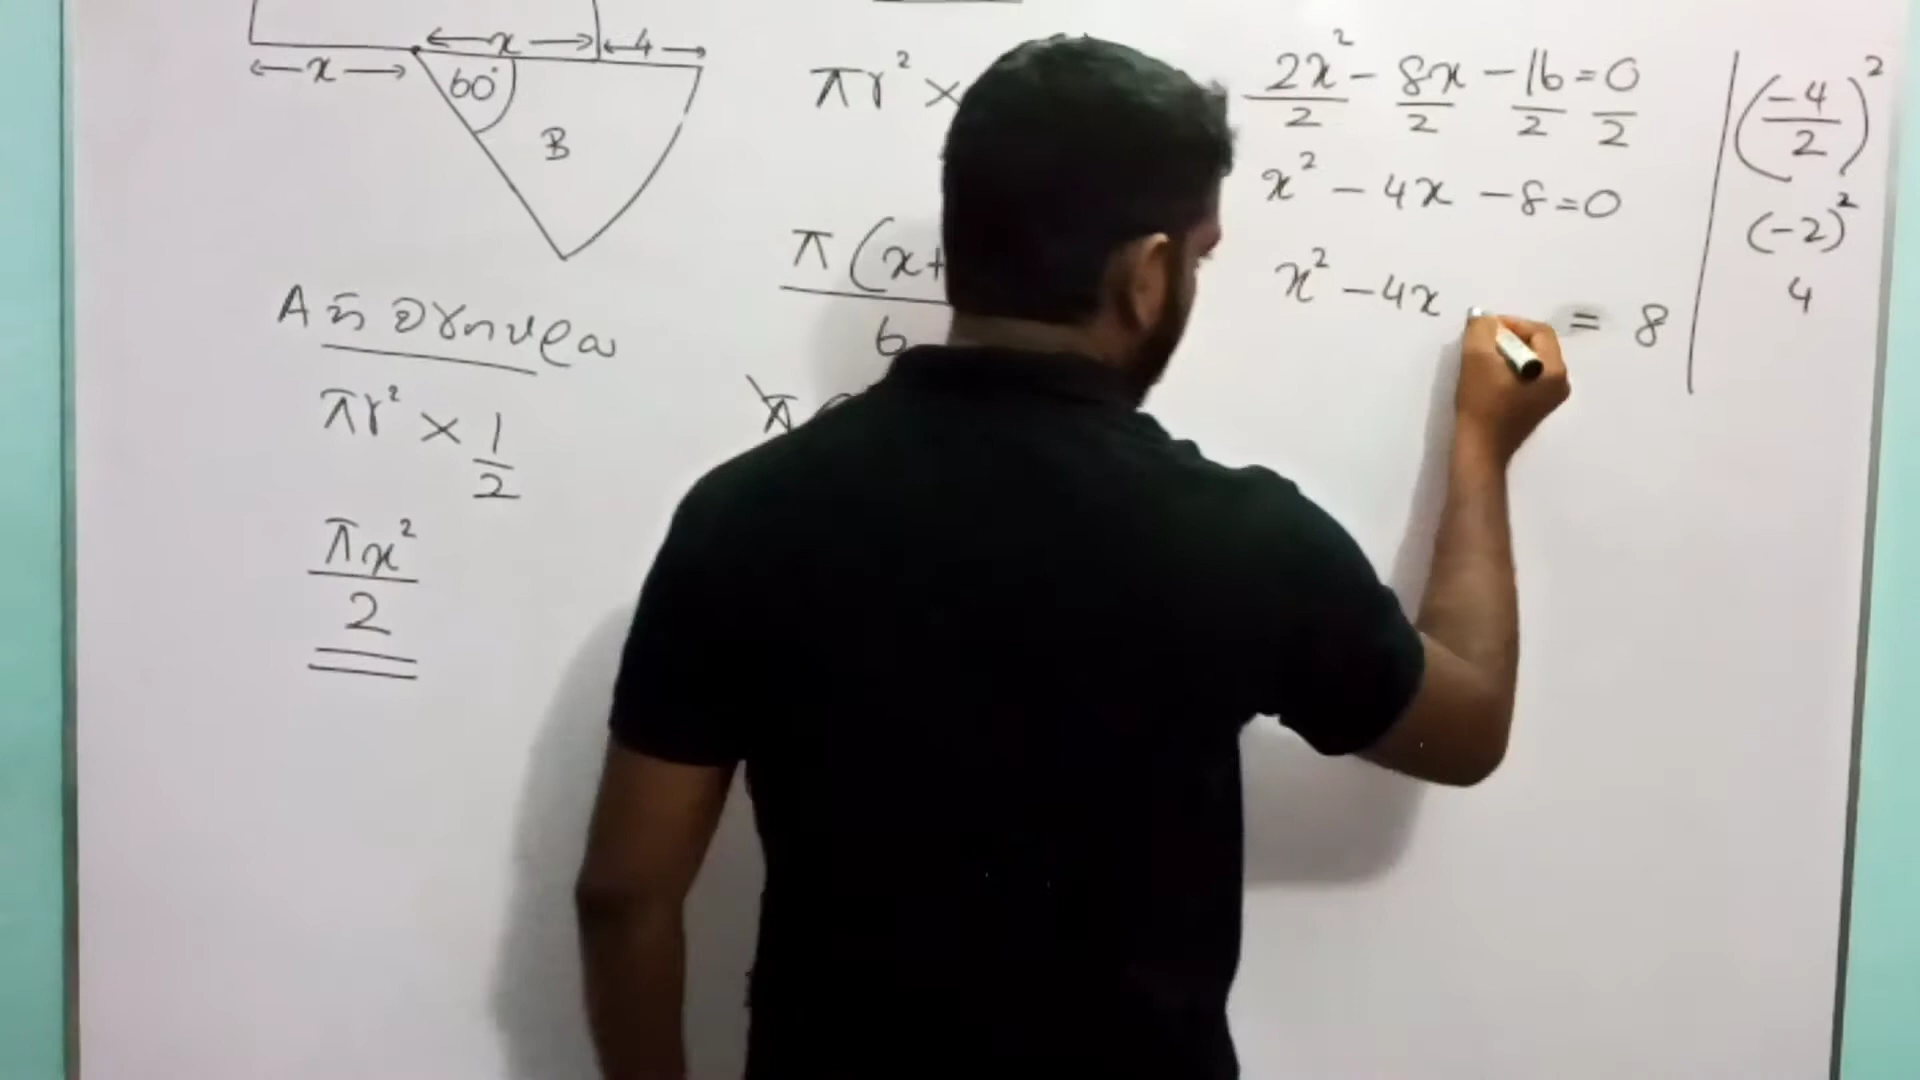 x 4
x
60°
B
A හි වර්ගඵලය
πr² × 1/2
πx²/2
πr² ×
π(x+
6
π
2x²/2 - 8x/2 - 16/2 = 0/2
x² - 4x - 8 = 0
x² - 4x = 8
(-4/2)²
(-2)²
4